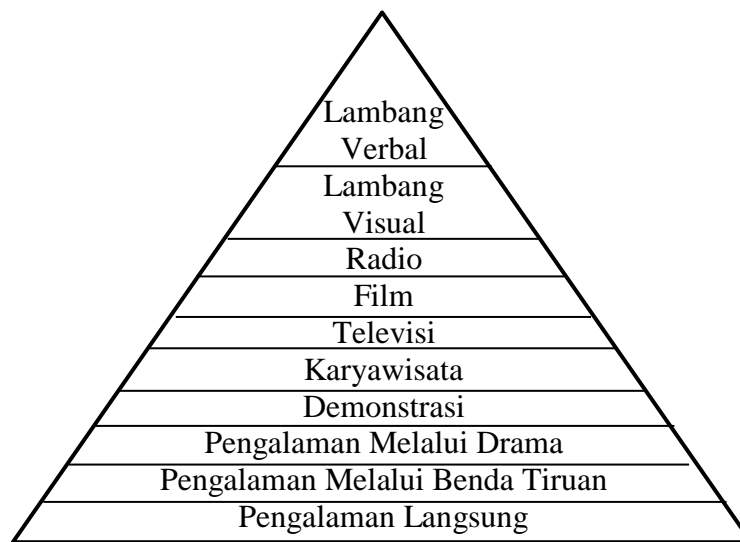 Lambang
Verbal
Lambang
Visual
Radio
Film
Televisi
Karyawisata
Demonstrasi
Pengalaman Melalui Drama
Pengalaman Melalui Benda Tiruan
Pengalaman Langsung